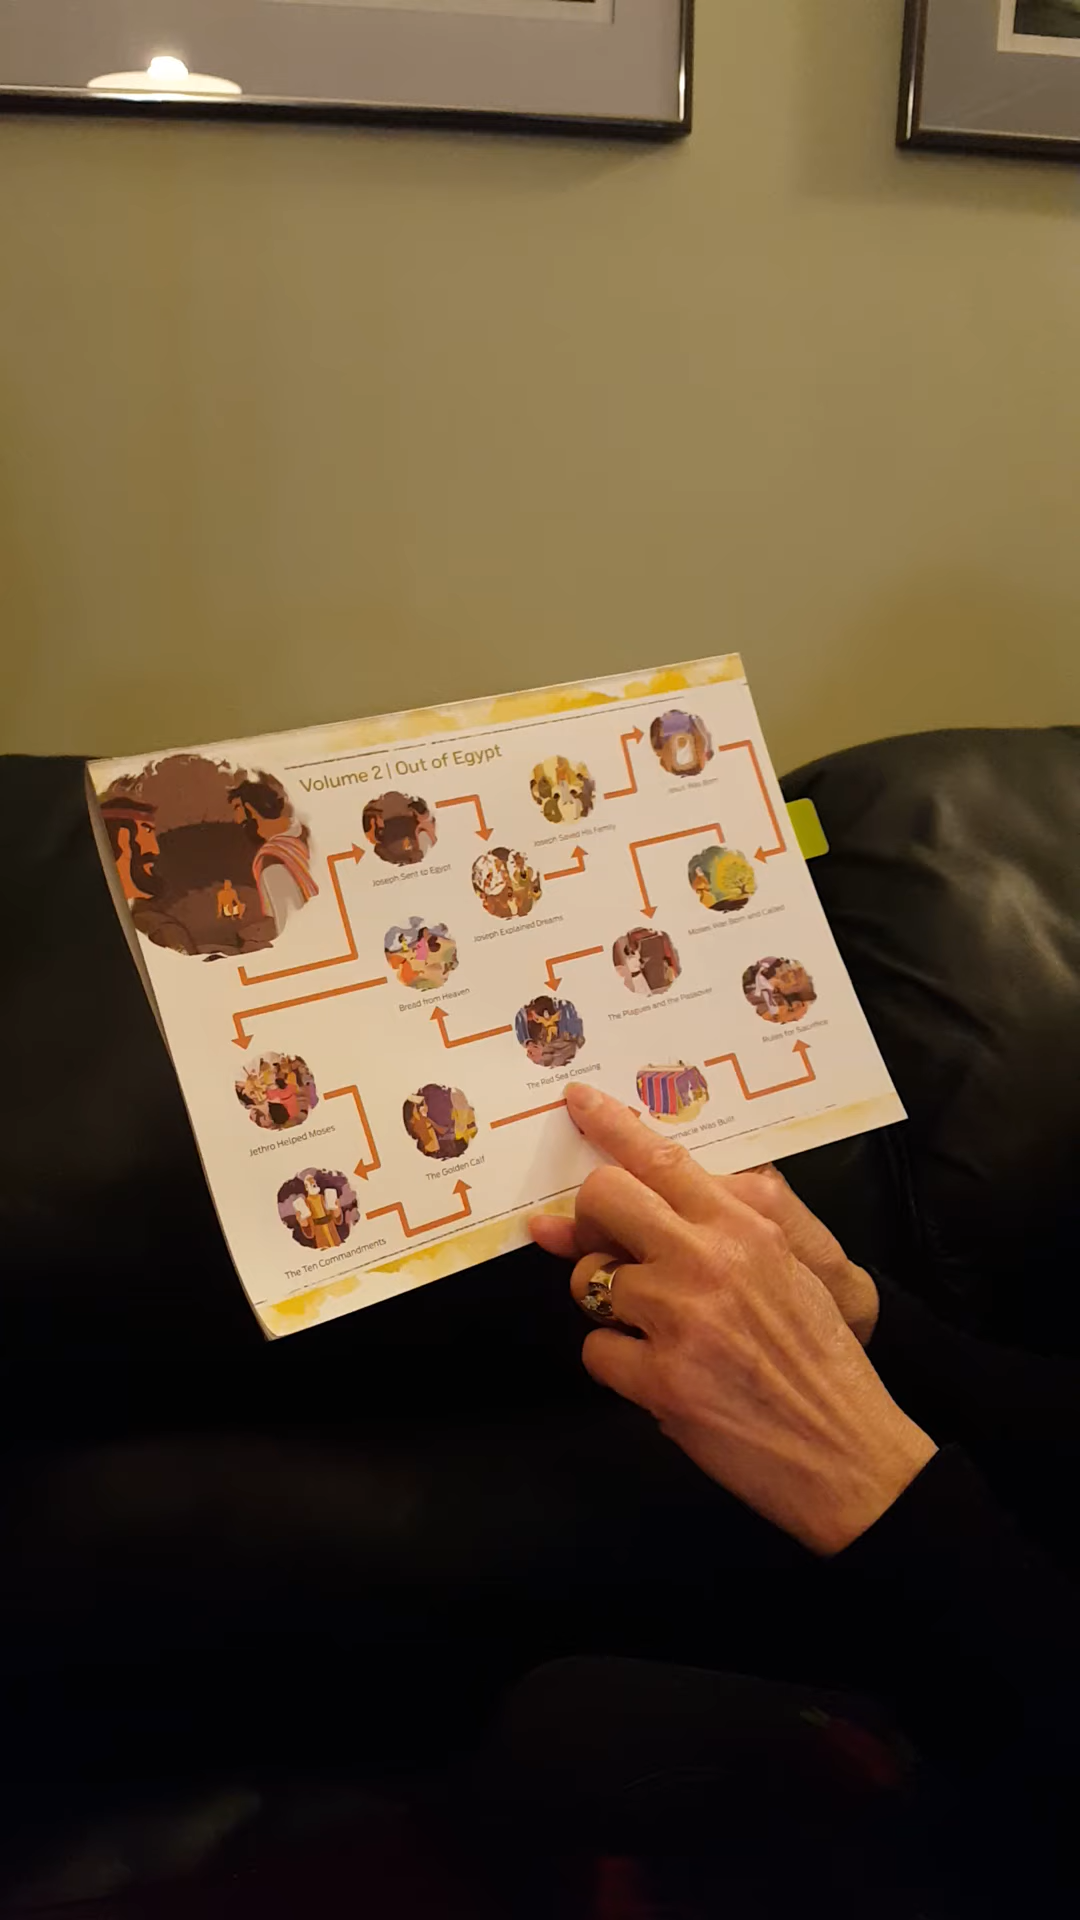 Volume 2 | Out of Egypt
Joseph Sent to Egypt
Joseph Explained Dreams
Joseph Saved His Family
Jesus Was Born
Moses Was Born and Called
The Plagues and the Passover
The Red Sea Crossing
Bread from Heaven
Jethro Helped Moses
The Ten Commandments
The Golden Calf
Was Built
Rules for Sacrifice